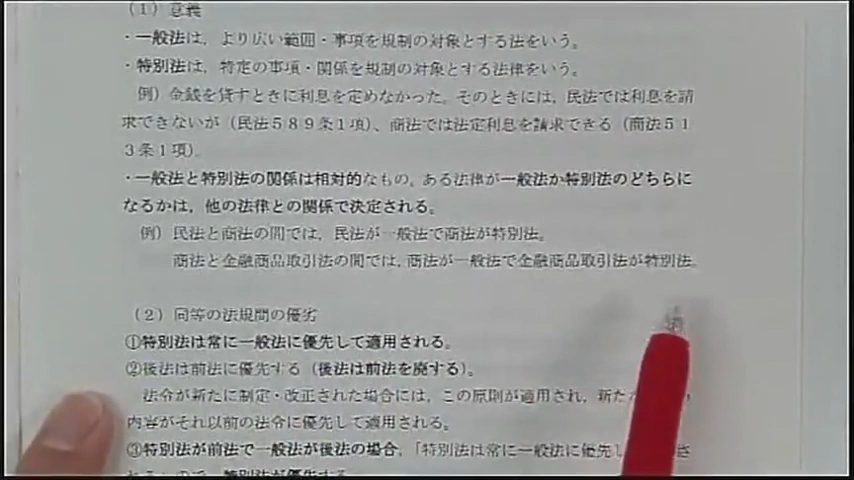 (1)意義
・一般法は，より広い範囲・事項を規制の対象とする法をいう。
・特別法は，特定の事項・関係を規制の対象とする法律をいう。
例）金銭を貸すときに利息を定めなかった。そのときには，民法では利息を請
求できないが（民法５８９条１項）、商法では法定利息を請求できる（商法５１
３条１項）。
・一般法と特別法の関係は相対的なもの。ある法律が一般法か特別法のどちらに
なるかは，他の法律との関係で決定される。
例）民法と商法の間では，民法が一般法で商法が特別法。
商法と金融商品取引法の間では，商法が一般法で金融商品取引法が特別法。
（２）同等の法規間の優劣
①特別法は常に一般法に優先して適用される。
②後法は前法に優先する（後法は前法を廃する）。
法令が新たに制定・改正された場合には，この原則が適用され，新た
内容がそれ以前の法令に優先して適用される。
③特別法が前法で一般法が後法の場合，「特別法は常に一般法に優先し
ので，特別法が優先する